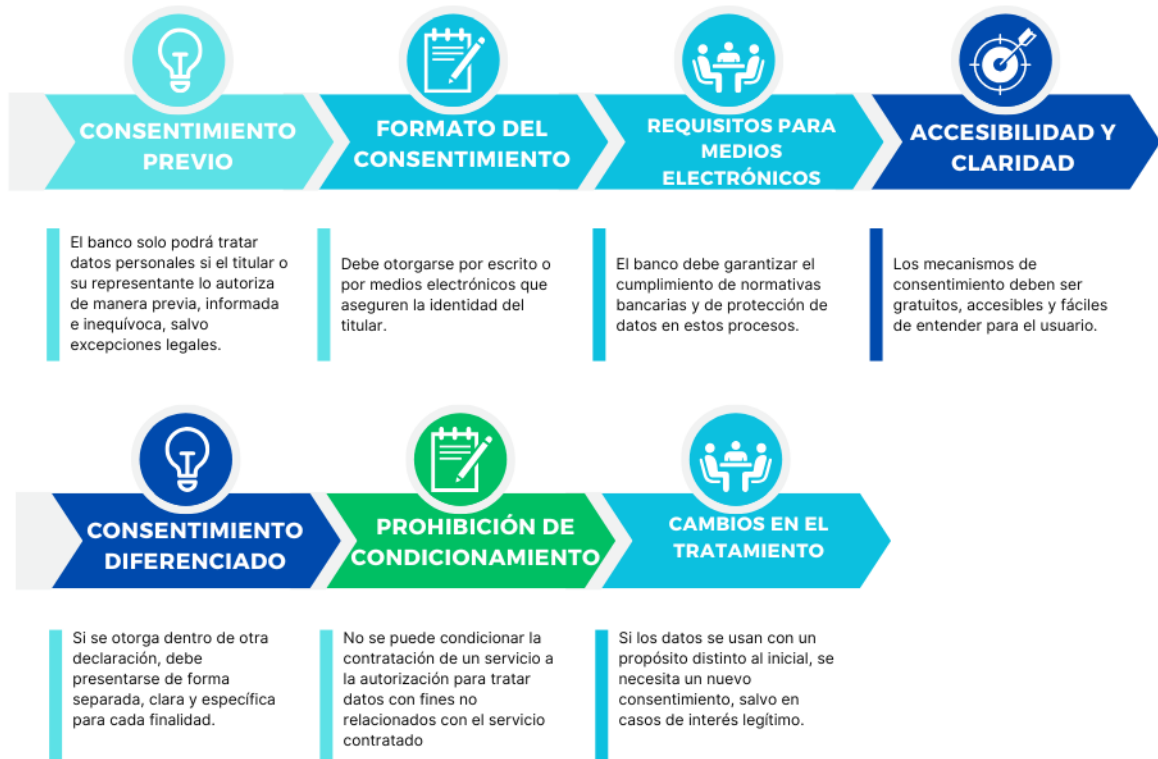 CONSENTIMIENTO
PREVIO
FORMATO DEL
CONSENTIMIENTO
REQUISITOS PARA
MEDIOS
ELECTRÓNICOS
ACCESIBILIDAD Y
CLARIDAD
El banco solo podrá tratar
datos personales si el titular o
su representante lo autoriza
de manera previa, informada
e inequívoca, salvo
excepciones legales.
Debe otorgarse por escrito o
por medios electrónicos que
aseguren la identidad del
titular.
El banco debe garantizar el
cumplimiento de normativas
bancarias y de protección de
datos en estos procesos.
Los mecanismos de
consentimiento deben ser
gratuitos, accesibles y fáciles
de entender para el usuario.
CONSENTIMIENTO
DIFERENCIADO
PROHIBICIÓN DE
CONDICIONAMIENTO
CAMBIOS EN EL
TRATAMIENTO
Si se otorga dentro de otra
declaración, debe
presentarse de forma
separada, clara y específica
para cada finalidad.
No se puede condicionar la
contratación de un servicio a
la autorización para tratar
datos con fines no
relacionados con el servicio
contratado
Si los datos se usan con un
propósito distinto al inicial, se
necesita un nuevo
consentimiento, salvo en
casos de interés legítimo.